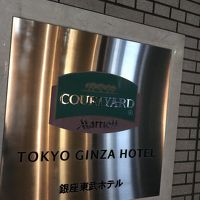 COURTYARD
Marriott
TOKYO GINZA HOTEL
銀座東武ホテル